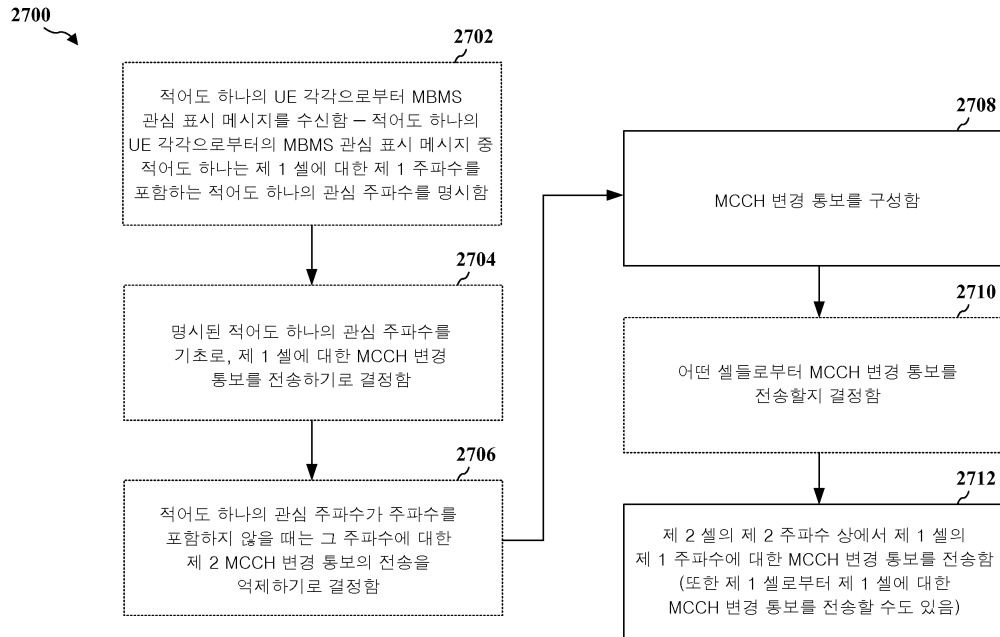 2700
2702
적어도 하나의 UE 각각으로부터 MBMS
관심 표시 메시지를 수신함 – 적어도 하나의
UE 각각으로부터의 MBMS 관심 표시 메시지 중
적어도 하나는 제 1 셀에 대한 제 1 주파수를
포함하는 적어도 하나의 관심 주파수를 명시함
2704
명시된 적어도 하나의 관심 주파수를
기초로, 제 1 셀에 대한 MCCH 변경
통보를 전송하기로 결정함
2706
적어도 하나의 관심 주파수가 주파수를
포함하지 않을 때는 그 주파수에 대한
제 2 MCCH 변경 통보의 전송을
억제하기로 결정함
2708
MCCH 변경 통보를 구성함
2710
어떤 셀들로부터 MCCH 변경 통보를
전송할지 결정함
2712
제 2 셀의 제 2 주파수 상에서 제 1 셀의
제 1 주파수에 대한 MCCH 변경 통보를 전송함
(또한 제 1 셀로부터 제 1 셀에 대한
MCCH 변경 통보를 전송할 수도 있음)